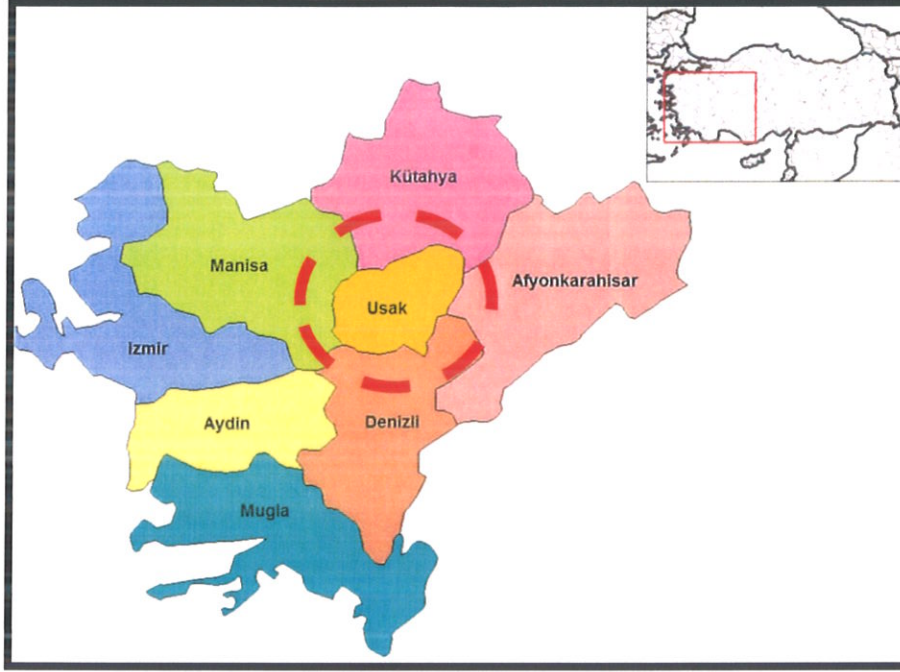 Kütahya
Manisa
Afyonkarahisar
Usak
Izmir
Aydin
Denizli
Mugla